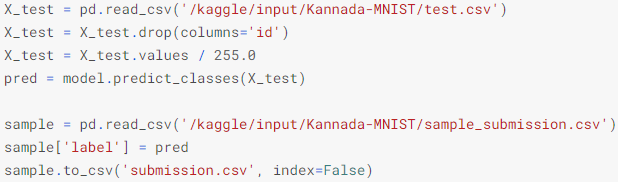 X_test = pd.read_csv('/kaggle/input/Kannada-MNIST/test.csv')
X_test = X_test.drop(columns='id')
X_test = X_test.values / 255.0
pred = model.predict_classes(X_test)

sample = pd.read_csv('/kaggle/input/Kannada-MNIST/sample_submission.csv')
sample['label'] = pred
sample.to_csv('submission.csv', index=False)